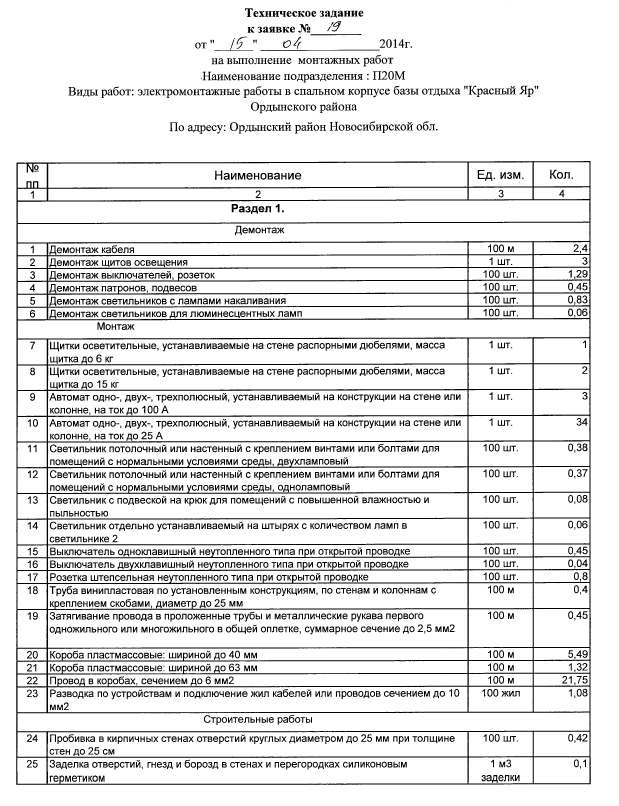 Техническое задание
к заявке № 19
от " 15 " 04 2014г.
на выполнение монтажных работ
Наименование подразделения : П20М
Виды работ: электромонтажные работы в спальном корпусе базы отдыха "Красный Яр"
Ордынского района
По адресу: Ордынский район Новосибирской обл.
№ пп Наименование Ед. изм. Кол.
1 2 3 4
Раздел 1.
Демонтаж
1 Демонтаж кабеля 100 м 2,4
2 Демонтаж щитов освещения 1 шт. 3
3 Демонтаж выключателей, розеток 100 шт. 1,29
4 Демонтаж патронов, подвесов 100 шт. 0,45
5 Демонтаж светильников с лампами накаливания 100 шт. 0,83
6 Демонтаж светильников для люминесцентных ламп 100 шт. 0,06
Монтаж
7 Щитки осветительные, устанавливаемые на стене распорными дюбелями, масса 1 шт. 1
щитка до 6 кг
8 Щитки осветительные, устанавливаемые на стене распорными дюбелями, масса 1 шт. 2
щитка до 15 кг
9 Автомат одно-, двух-, трехполюсный, устанавливаемый на конструкции на стене или 1 шт. 3
колонне, на ток до 100 А
10 Автомат одно-, двух-, трехполюсный, устанавливаемый на конструкции на стене или 1 шт. 34
колонне, на ток до 25 А
11 Светильник потолочный или настенный с креплением винтами или болтами для 100 шт. 0,38
помещений с нормальными условиями среды, двухламповый
12 Светильник потолочный или настенный с креплением винтами или болтами для 100 шт. 0,37
помещений с нормальными условиями среды, одноламповый
13 Светильник с подвеской на крюк для помещений с повышенной влажностью и 100 шт. 0,08
пыльностью
14 Светильник отдельно устанавливаемый на штырях с количеством ламп в 100 шт. 0,06
светильнике 2
15 Выключатель одноклавишный неутопленного типа при открытой проводке 100 шт. 0,45
16 Выключатель двухклавишный неутопленного типа при открытой проводке 100 шт. 0,04
17 Розетка штепсельная неутопленного типа при открытой проводке 100 шт. 0,8
18 Труба винипластовая по установленным конструкциям, по стенам и колоннам с 100 м 0,4
креплением скобами, диаметр до 25 мм
19 Затягивание провода в проложенные трубы и металлические рукава первого 100 м 0,45
одножильного или многожильного в общей оплетке, суммарное сечение до 2,5 мм2
20 Короба пластмассовые: шириной до 40 мм 100 м 5,49
21 Короба пластмассовые: шириной до 63 мм 100 м 1,32
22 Провод в коробах, сечением до 6 мм2 100 м 21,75
23 Разводка по устройствам и подключение жил кабелей или проводов сечением до 10 100 жил 1,08
мм2
Строительные работы
24 Пробивка в кирпичных стенах отверстий круглых диаметром до 25 мм при толщине 100 шт. 0,42
стен до 25 см
25 Заделка отверстий, гнезд и борозд в стенах и перегородках силиконовым 1 м3 0,1
герметиком заделки